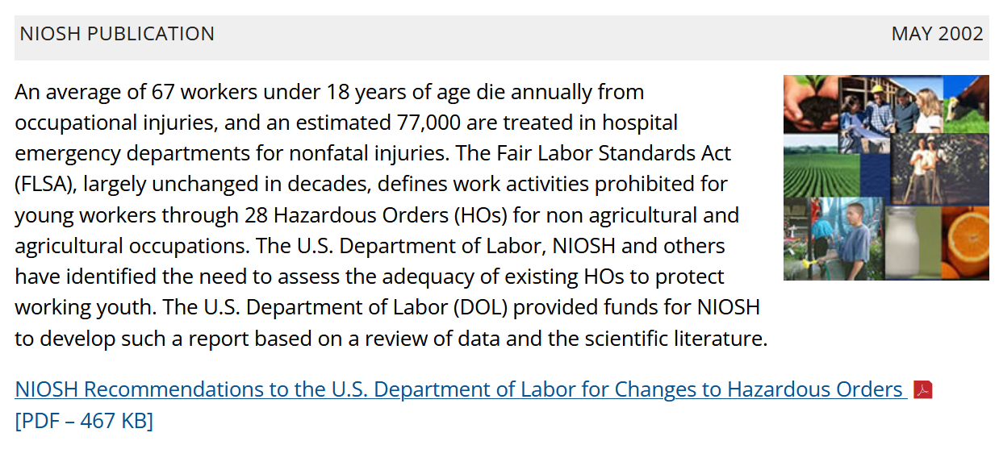 NIOSH PUBLICATION
MAY 2002
An average of 67 workers under 18 years of age die annually from
occupational injuries, and an estimated 77,000 are treated in hospital
emergency departments for nonfatal injuries. The Fair Labor Standards Act
(FLSA), largely unchanged in decades, defines work activities prohibited for
young workers through 28 Hazardous Orders (HOs) for non agricultural and
agricultural occupations. The U.S. Department of Labor, NIOSH and others
have identified the need to assess the adequacy of existing HOs to protect
working youth. The U.S. Department of Labor (DOL) provided funds for NIOSH
to develop such a report based on a review of data and the scientific literature.
NIOSH Recommendations to the U.S. Department of Labor for Changes to Hazardous Orders
[PDF – 467 KB]